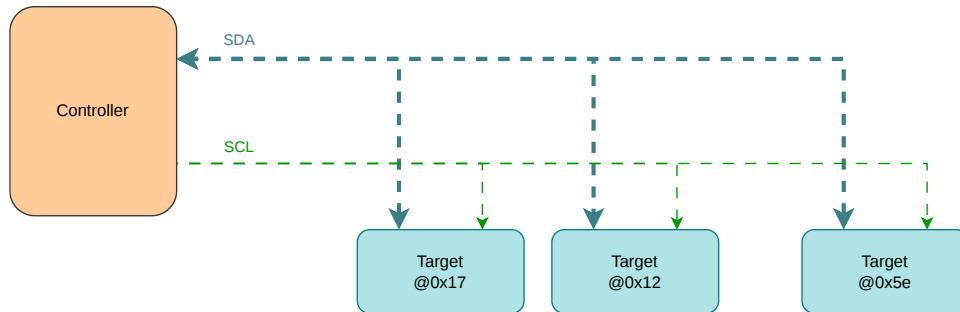 SDA
Controller
SCL
Target
@0x17
Target
@0x12
Target
@0x5e